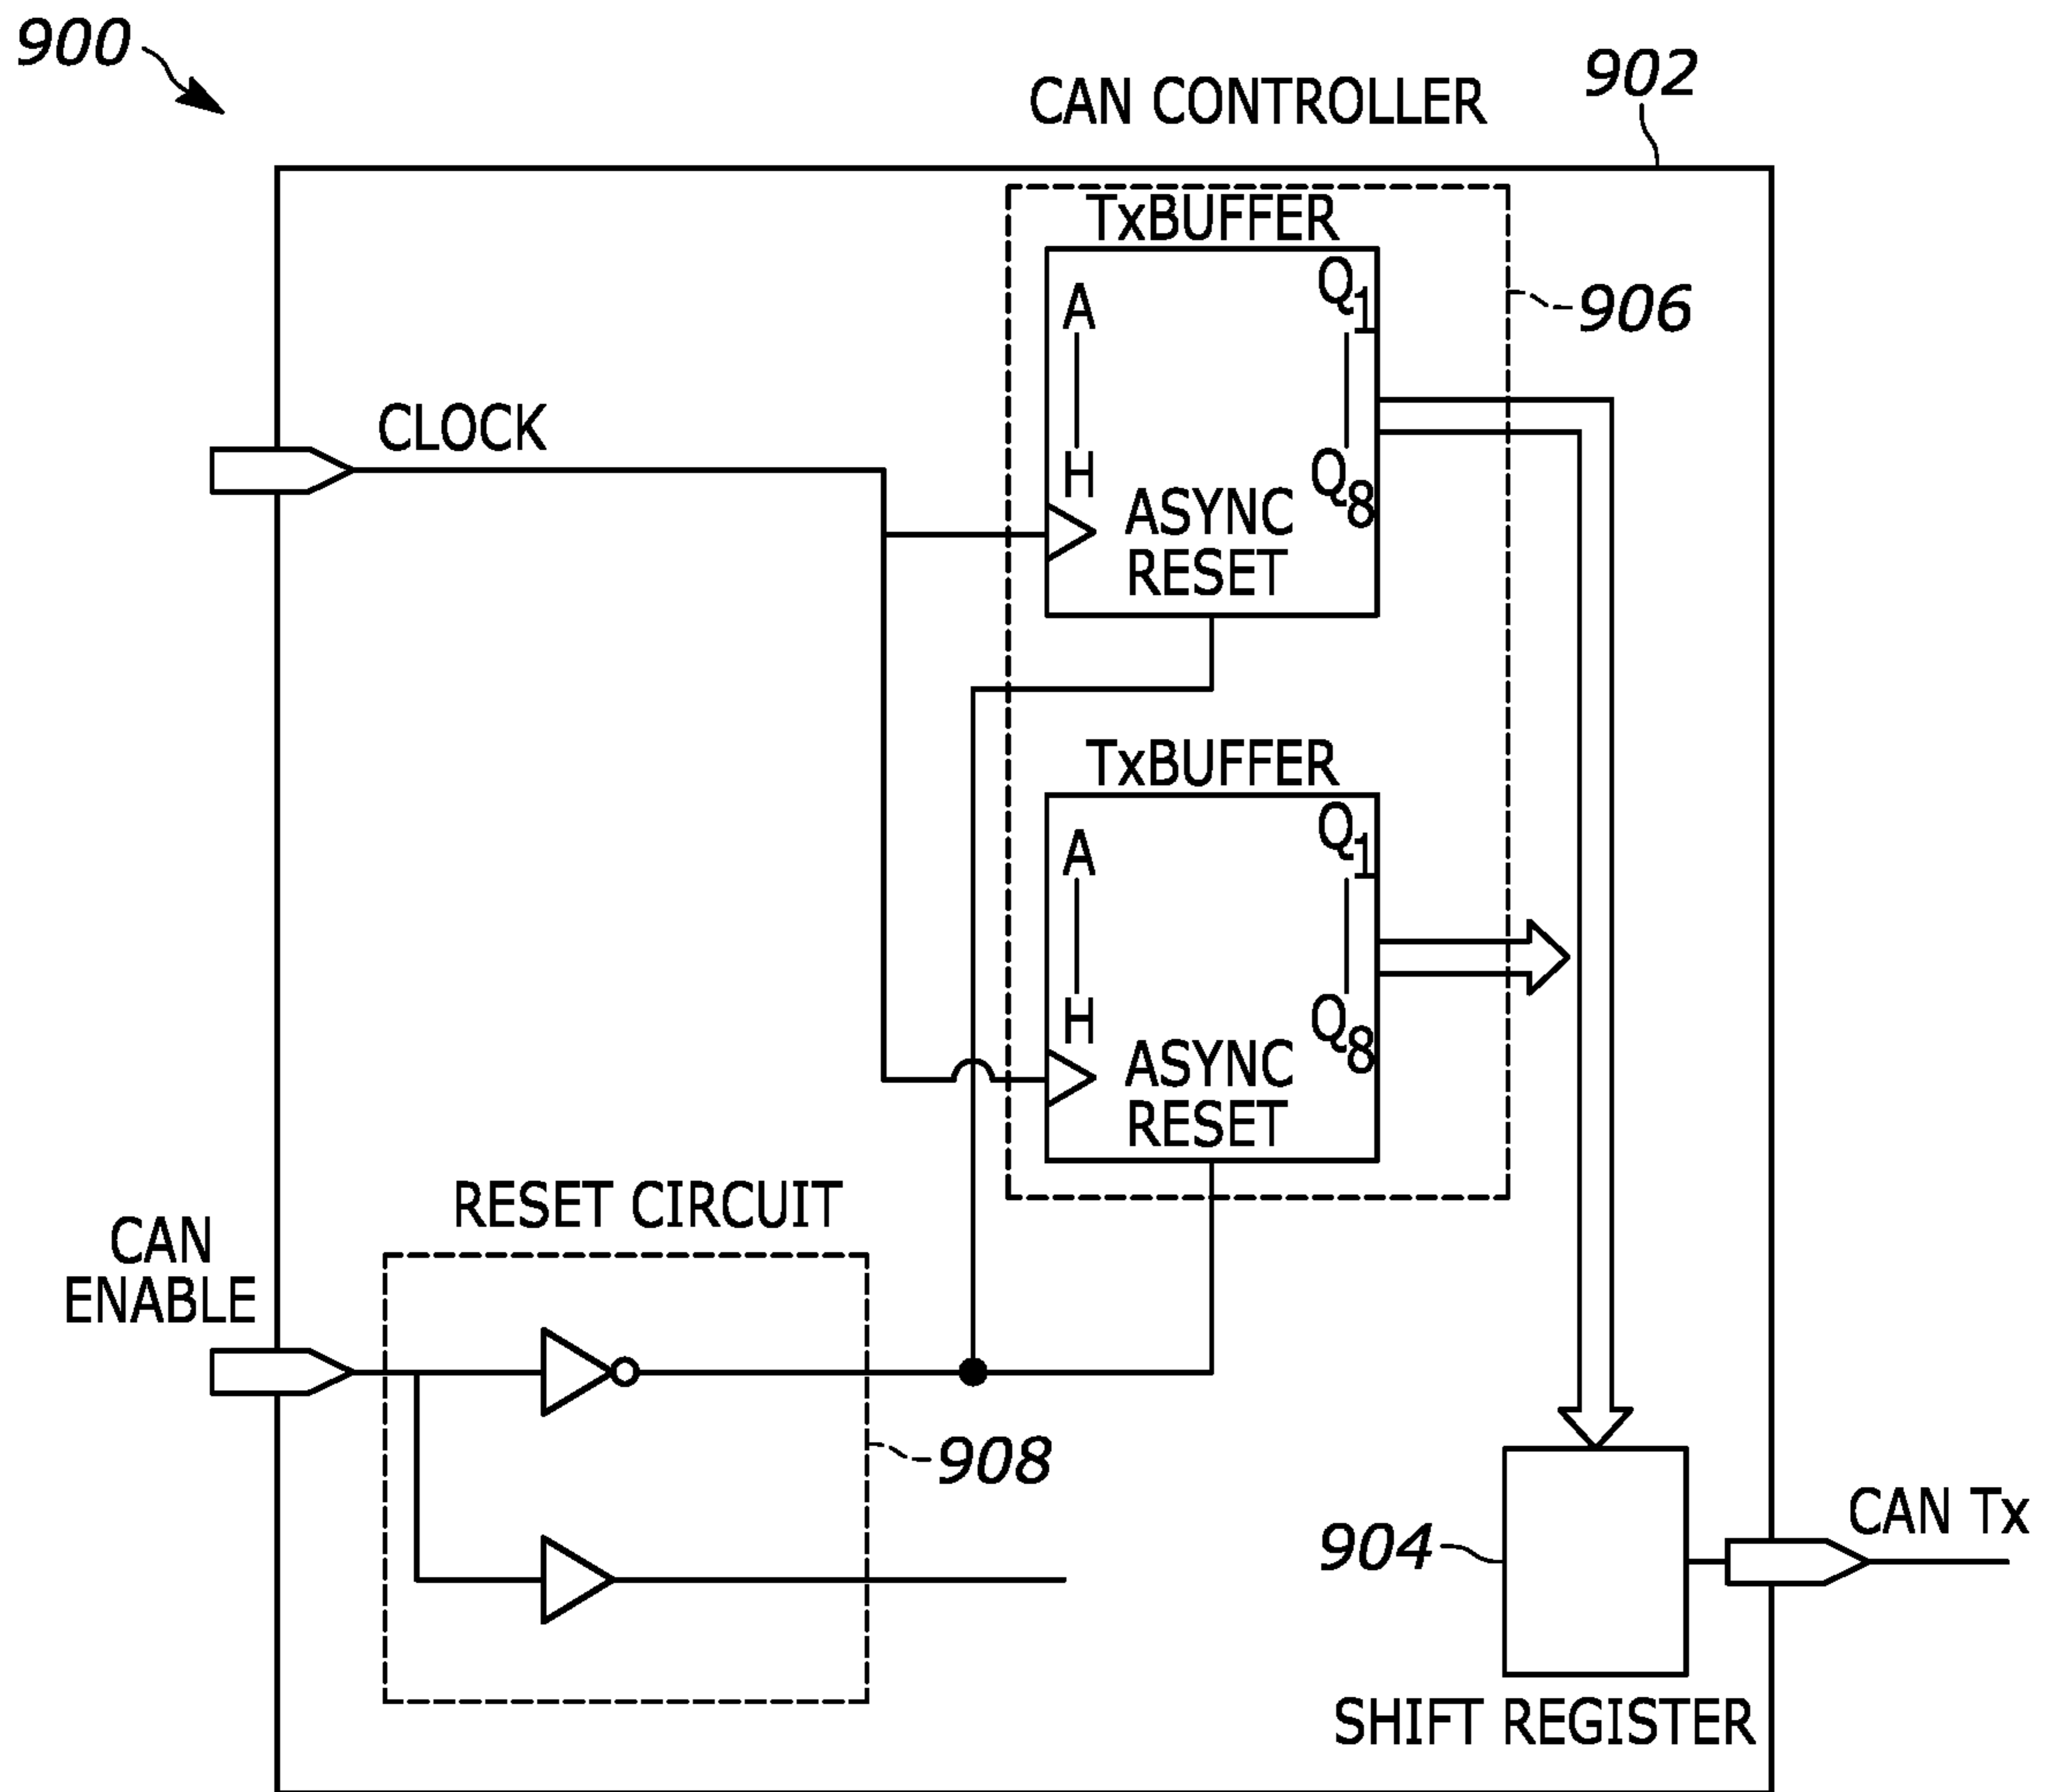 900
CAN CONTROLLER
902
TxBUFFER
A
H
Q1
Q8
ASYNC
RESET
906
CLOCK
TxBUFFER
A
H
Q1
Q8
ASYNC
RESET
RESET CIRCUIT
CAN
ENABLE
908
904
CAN Tx
SHIFT REGISTER